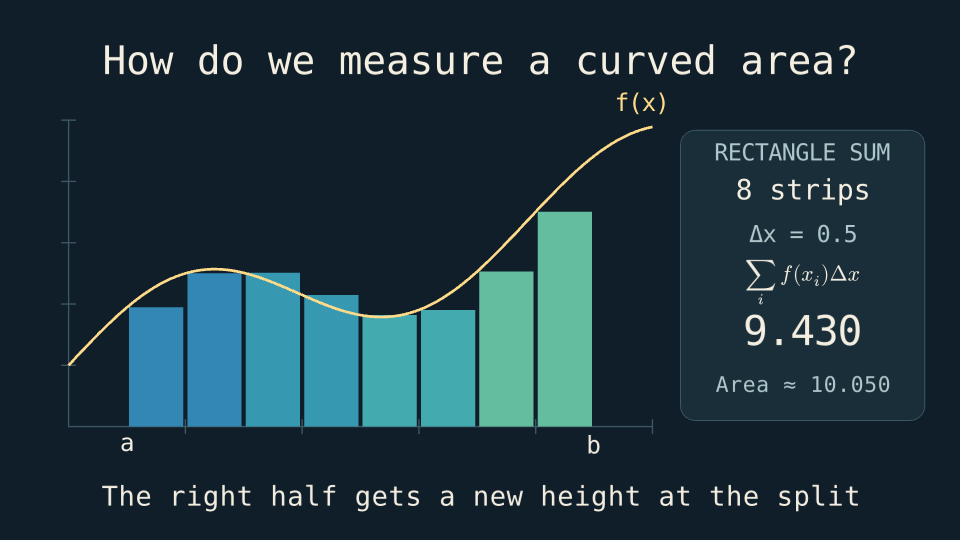 How do we measure a curved area?
f(x)
RECTANGLE SUM
8 strips
Δx = 0.5
∑ᵢ f(xᵢ)Δx
9.430
Area ≈ 10.050
a
b
The right half gets a new height at the split